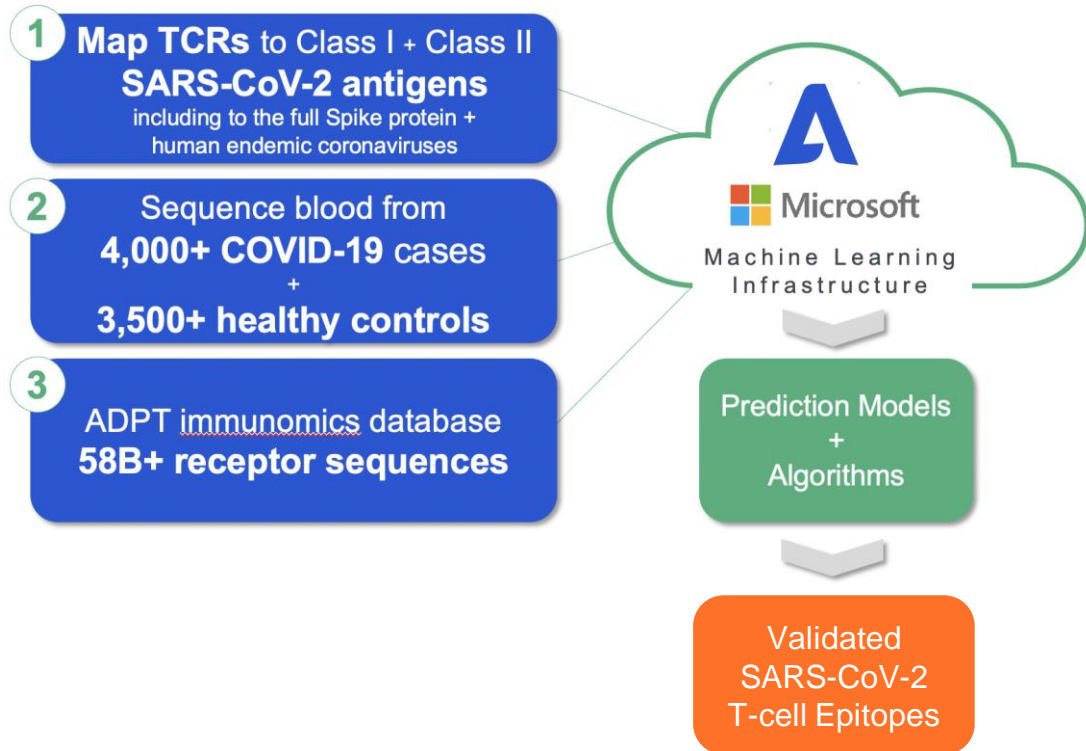 1
Map TCRs to Class I + Class II
SARS-CoV-2 antigens
including to the full Spike protein +
human endemic coronaviruses
2
Sequence blood from
4,000+ COVID-19 cases
+
3,500+ healthy controls
3
ADPT immunomics database
58B+ receptor sequences
Microsoft
Machine Learning
Infrastructure
Prediction Models
+
Algorithms
Validated
SARS-CoV-2
T-cell Epitopes